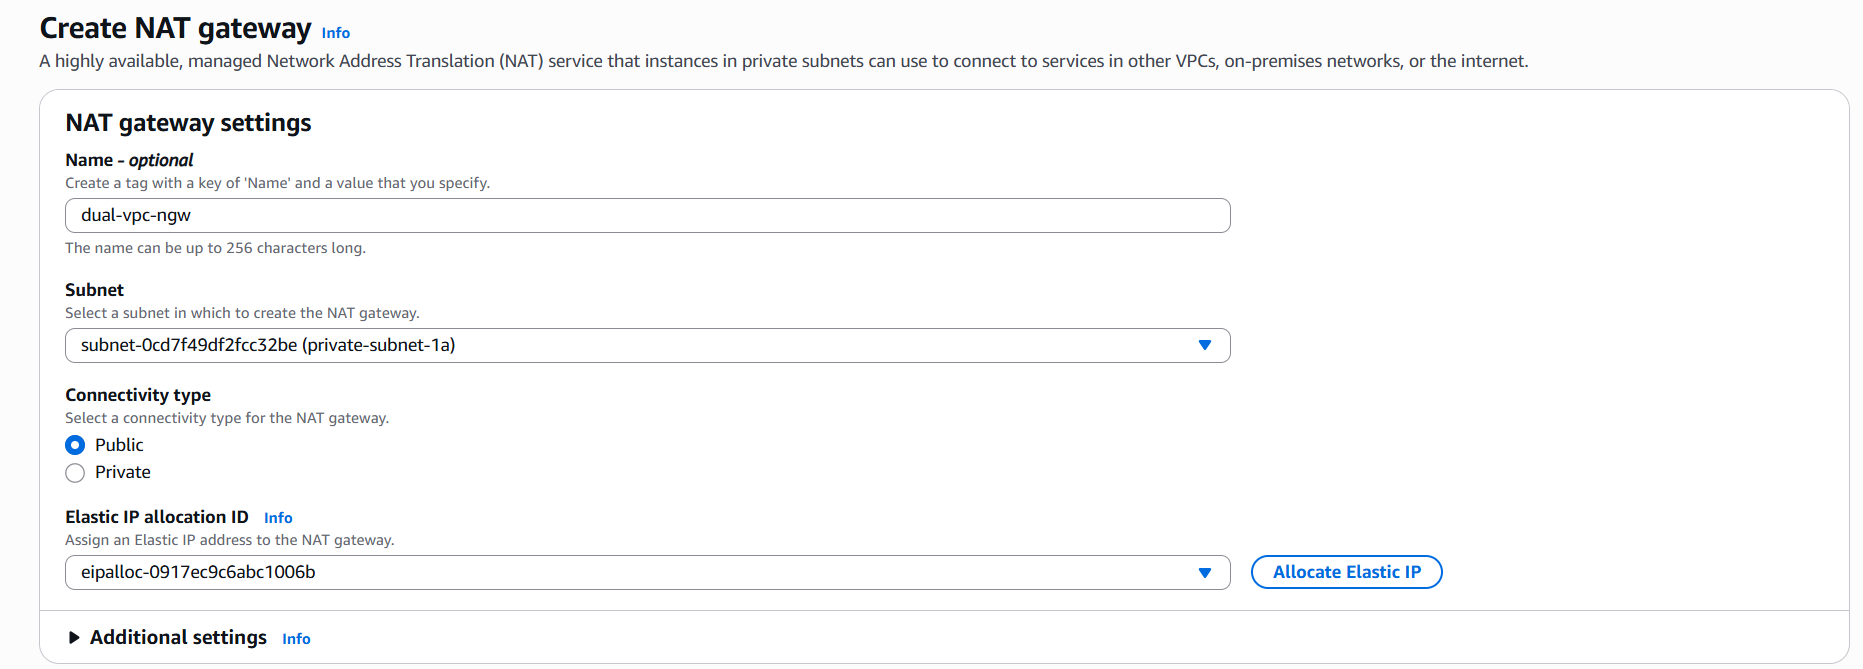 Create NAT gateway Info
A highly available, managed Network Address Translation (NAT) service that instances in private subnets can use to connect to services in other VPCs, on-premises networks, or the internet.
NAT gateway settings
Name - optional
Create a tag with a key of 'Name' and a value that you specify.
dual-vpc-ngw
The name can be up to 256 characters long.
Subnet
Select a subnet in which to create the NAT gateway.
subnet-0cd7f49df2fcc32be (private-subnet-1a)
Connectivity type
Select a connectivity type for the NAT gateway.
Public
Private
Elastic IP allocation ID Info
Assign an Elastic IP address to the NAT gateway.
eipalloc-0917ec9c6abc1006b
Allocate Elastic IP
Additional settings Info